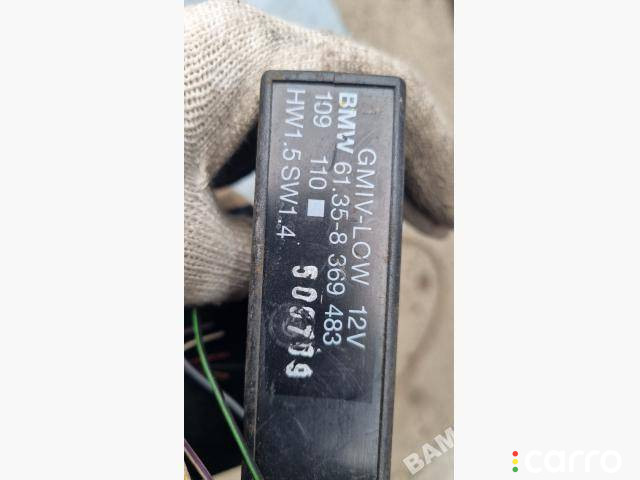 GMIV-LOW 12V
BMW 61.35-8 369 483
109 110
HW1.5 SW1.4
BAM
carro